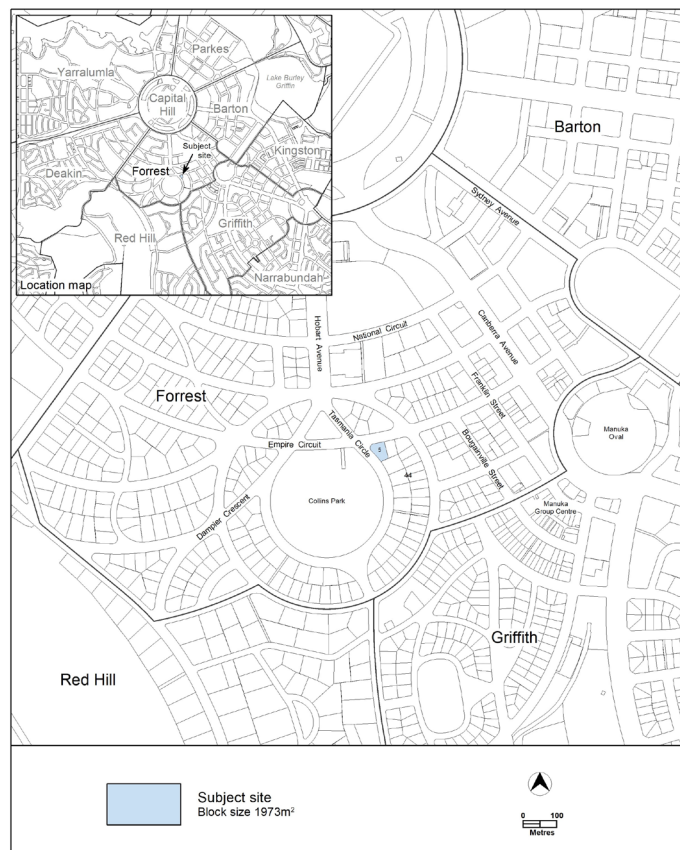 Parkes
Yarralumla
Lake Burley
Griffin
Capital
Hill
Barton
Kingston
Subject
site
Deakin
Forrest
Griffith
Red Hill
Narrabundah
Location map
Barton
Sydney Avenue
Hobart Avenue
National Circuit
Canberra Avenue
Forrest
Franklin Street
Tasmania Circle
Empire Circuit
5
Bougainville Street
Manuka
Oval
44
Collins Park
Manuka
Group Centre
Dampier Crescent
Griffith
Red Hill
Subject site
Block size 1973m²
0 100
Metres